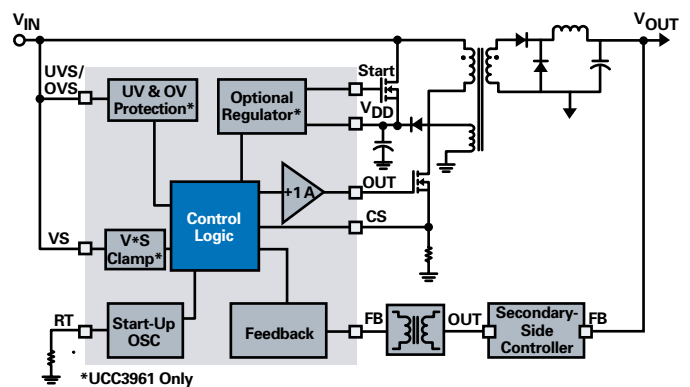 VIN
VOUT
UVS/
OVS
UV & OV
Protection*
Optional
Regulator*
Start
VDD
+1 A
OUT
Control
Logic
CS
VS
V*S
Clamp*
RT
Start-Up
OSC
Feedback
FB
OUT
Secondary-
Side
Controller
FB
*UCC3961 Only